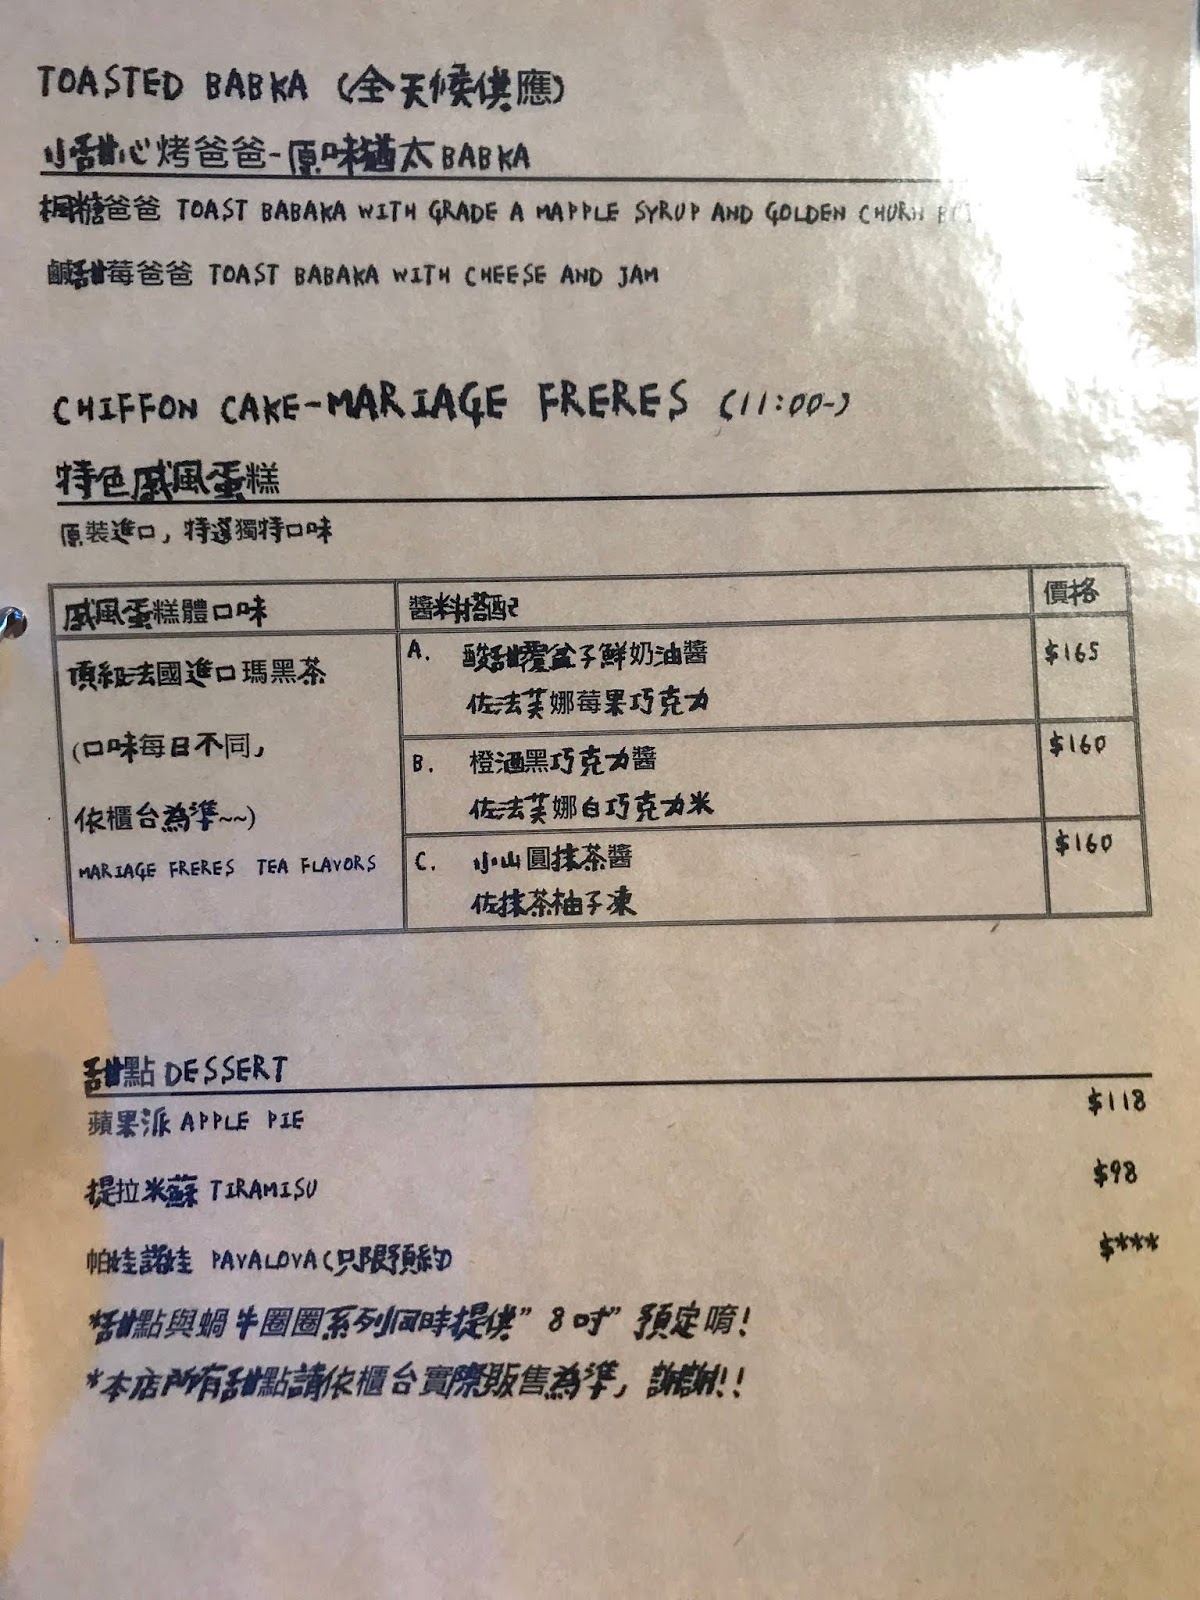 TOASTED BABKA (全天候供應)
小甜心烤爸爸-原味猶太BABKA
楓糖爸爸 TOAST BABAKA WITH GRADE A MAPPLE SYRUP AND GOLDEN CHURN
鹹甜莓爸爸 TOAST BABAKA WITH CHEESE AND JAM
CHIFFON CAKE-MARIAGE FRERES (11:00-)
特色戚風蛋糕
原裝進口，特選獨特口味
戚風蛋糕體口味 醬料搭配 價格
頂級法國進口瑪黑茶
(口味每日不同，
依櫃台為準~~)
MARIAGE FRERES TEA FLAVORS
A. 酸甜覆盆子鮮奶油醬 $165
佐法芙娜莓果巧克力
B. 橙酒黑巧克力醬 $160
佐法芙娜白巧克力米
C. 小山圓抹茶醬 $160
佐抹茶柚子凍
甜點 DESSERT
蘋果派 APPLE PIE $118
提拉米蘇 TIRAMISU $98
帕娃諾娃 PAVALOVA(只限預約) $***
*甜點與蝸牛圈圈系列同時提供"8吋"預定唷!
*本店所有甜點請依櫃台實際販售為準，謝謝!!